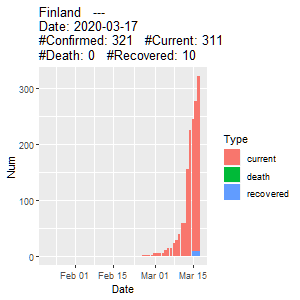 Finland   ---
Date: 2020-03-17
#Confirmed: 321   #Current: 311
#Death: 0   #Recovered: 10
Num
300
200
100
0
Feb 01 Feb 15 Mar 01 Mar 15
Date
Type
current
death
recovered